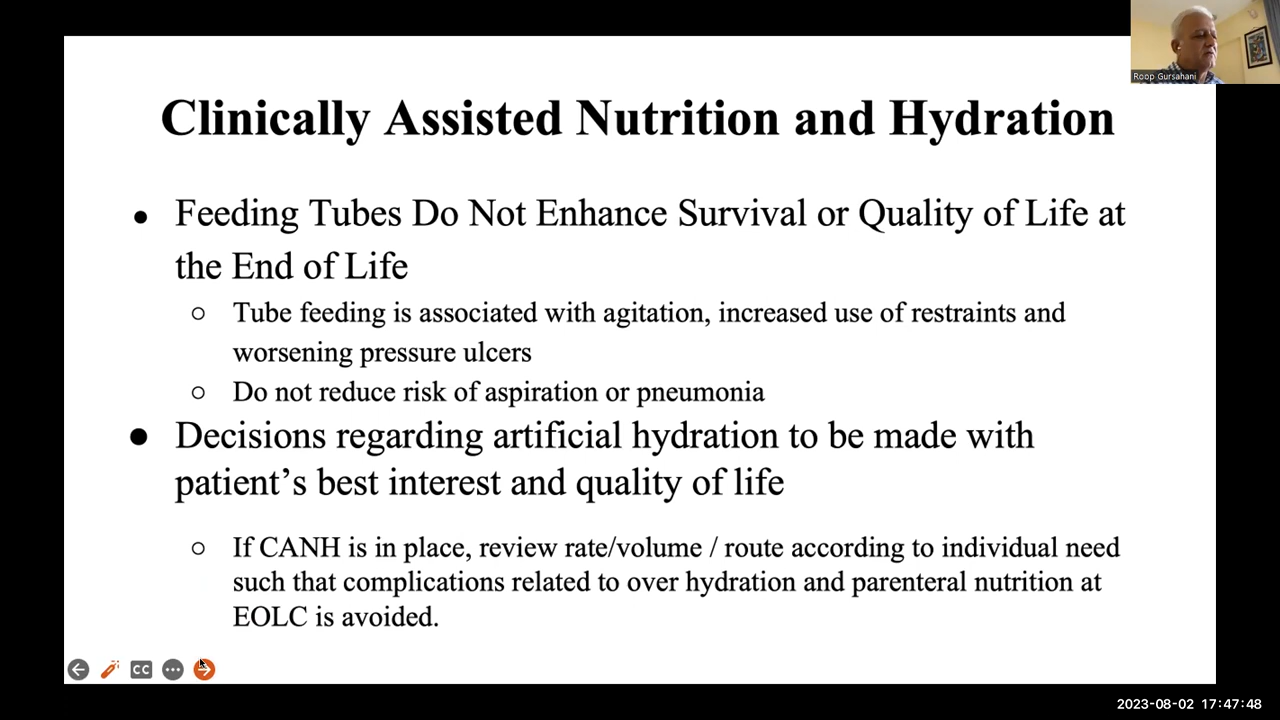 Roop Gursahani
Clinically Assisted Nutrition and Hydration
● Feeding Tubes Do Not Enhance Survival or Quality of Life at
the End of Life
○ Tube feeding is associated with agitation, increased use of restraints and
worsening pressure ulcers
○ Do not reduce risk of aspiration or pneumonia
● Decisions regarding artificial hydration to be made with
patient’s best interest and quality of life
○ If CANH is in place, review rate/volume / route according to individual need
such that complications related to over hydration and parenteral nutrition at
EOLC is avoided.
CC
2023-08-02 17:47:48